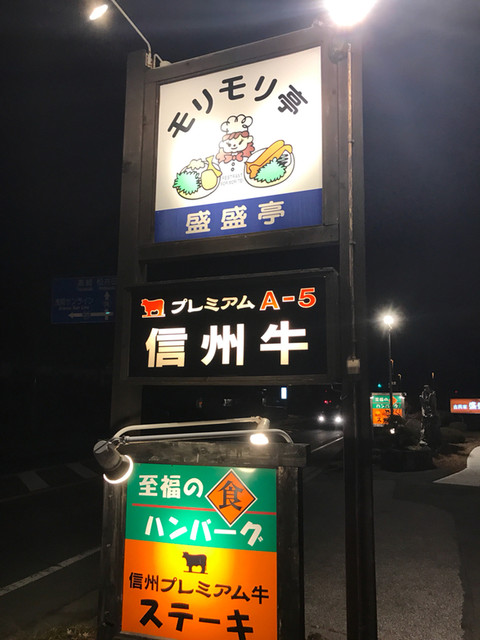 モリモリ亭
盛盛亭
プレミアム A-5
信州牛
至福の
食
ハンバーグ
信州プレミアム牛
ステーキ